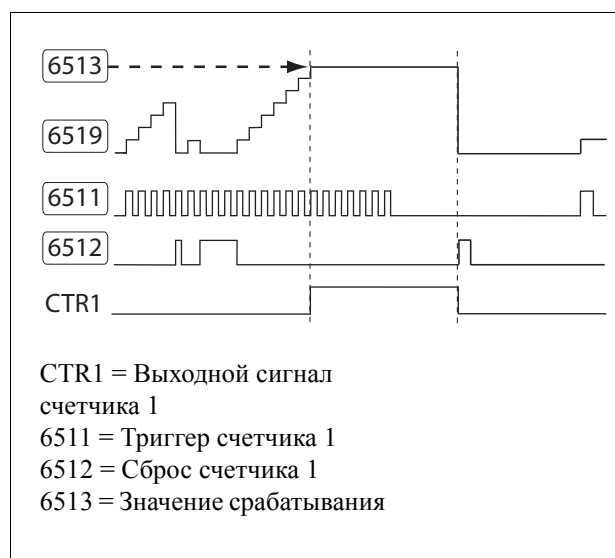 6513
6519
6511
6512
CTR1
CTR1 = Выходной сигнал
счетчика 1
6511 = Триггер счетчика 1
6512 = Сброс счетчика 1
6513 = Значение срабатывания